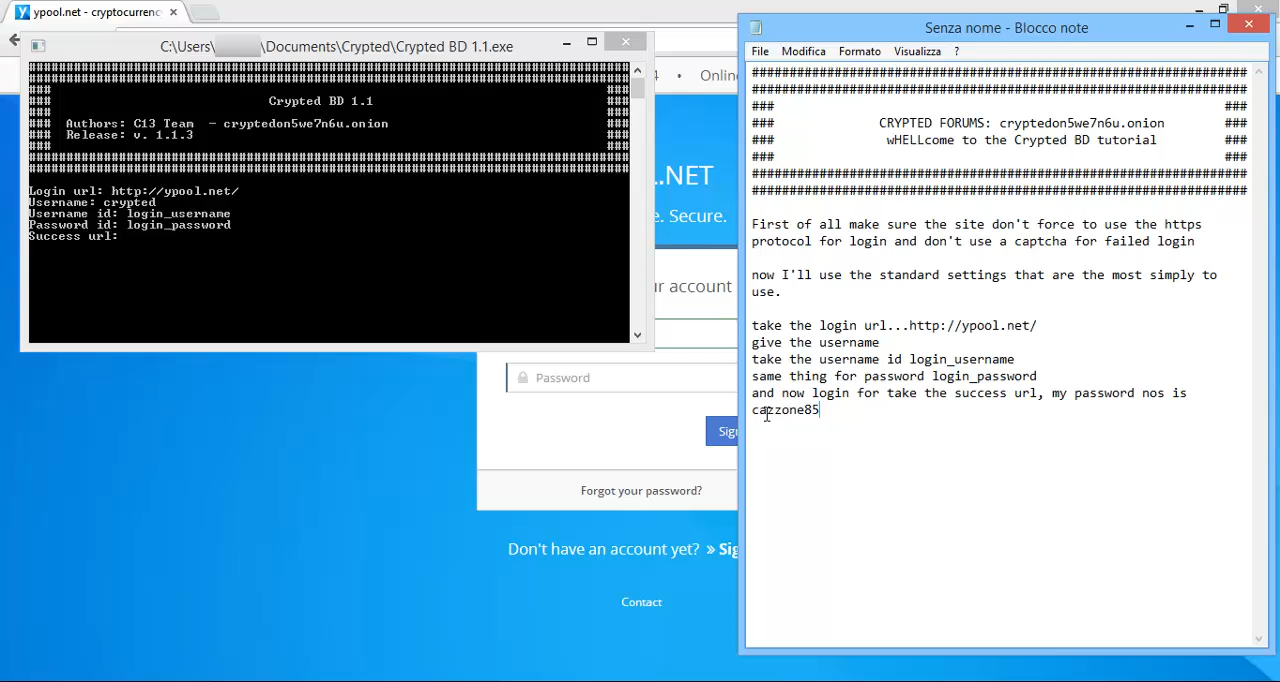 ypool.net - cryptocurrenc
C:\Users\ \Documents\Crypted\Crypted BD 1.1.exe
################################################################################
################################################################################
### ###
### Crypted BD 1.1 ###
### ###
### Authors: C13 Team - cryptedon5we7n6u.onion ###
### Release: v. 1.1.3 ###
### ###
################################################################################
################################################################################
Login url: http://ypool.net/
Username: crypted
Username id: login_username
Password id: login_password
Success url:
4 • Onlin
..NET
e. Secure.
ur account
Password
Sign
Forgot your password?
Don't have an account yet? » Sig
Contact
Senza nome - Blocco note
File Modifica Formato Visualizza ?
##################################################################
##################################################################
### ###
### CRYPTED FORUMS: cryptedon5we7n6u.onion ###
### wHELLcome to the Crypted BD tutorial ###
### ###
##################################################################
##################################################################
First of all make sure the site don't force to use the https
protocol for login and don't use a captcha for failed login
now I'll use the standard settings that are the most simply to
use.
take the login url...http://ypool.net/
give the username
take the username id login_username
same thing for password login_password
and now login for take the success url, my password nos is
cazzone85